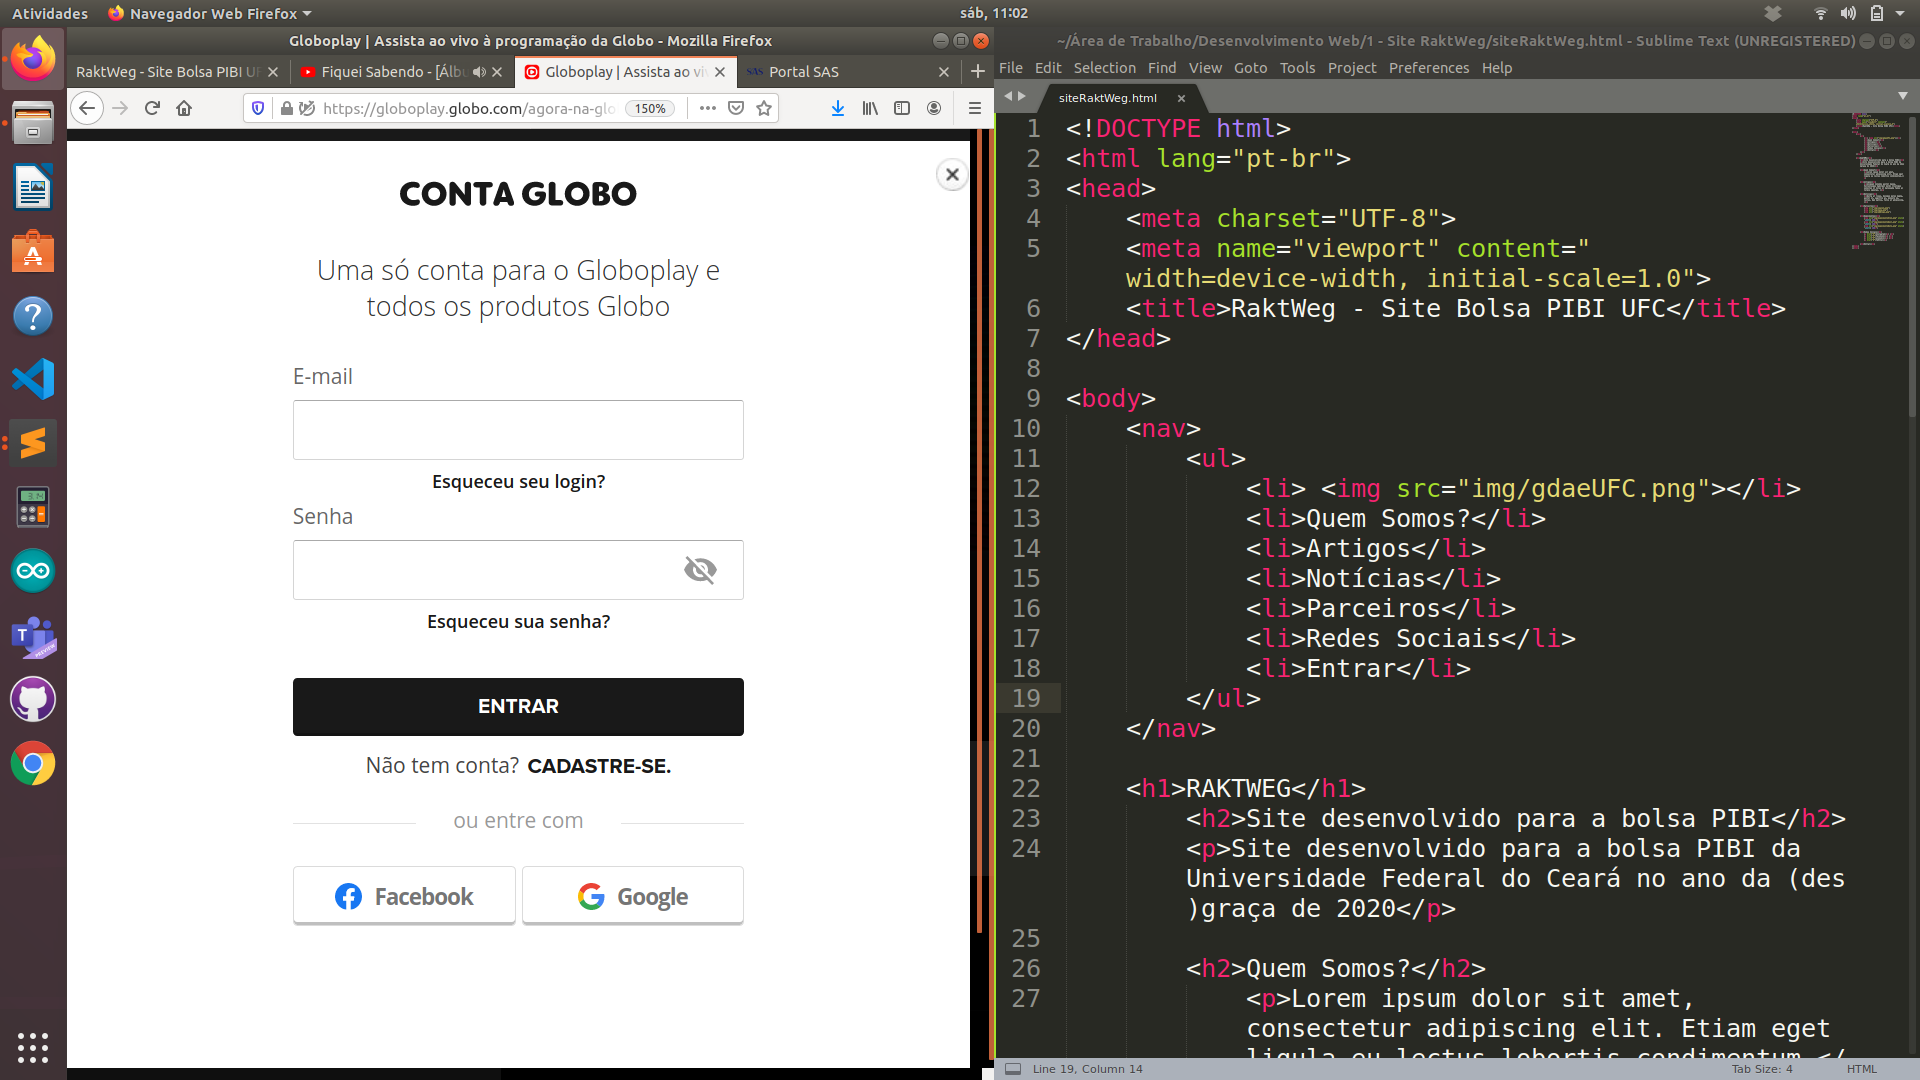 Atividades
Navegador Web Firefox
sáb, 11:02
Globoplay | Assista ao vivo à programação da Globo - Mozilla Firefox
RaktWeg - Site Bolsa PIBI UF
Fiquei Sabendo - [Álbu
Globoplay | Assista ao viv
SAS Portal SAS
https://globoplay.globo.com/agora-na-glo
150%
CONTA GLOBO
Uma só conta para o Globoplay e
todos os produtos Globo
E-mail
Esqueceu seu login?
Senha
Esqueceu sua senha?
ENTRAR
Não tem conta? CADASTRE-SE.
ou entre com
Facebook
Google
~/Área de Trabalho/Desenvolvimento Web/1 - Site RaktWeg/siteRaktWeg.html - Sublime Text (UNREGISTERED)
File Edit Selection Find View Goto Tools Project Preferences Help
siteRaktWeg.html
1 <!DOCTYPE html>
2 <html lang="pt-br">
3 <head>
4 <meta charset="UTF-8">
5 <meta name="viewport" content="
width=device-width, initial-scale=1.0">
6 <title>RaktWeg - Site Bolsa PIBI UFC</title>
7 </head>
8
9 <body>
10 <nav>
11 <ul>
12 <li> <img src="img/gdaeUFC.png"></li>
13 <li>Quem Somos?</li>
14 <li>Artigos</li>
15 <li>Notícias</li>
16 <li>Parceiros</li>
17 <li>Redes Sociais</li>
18 <li>Entrar</li>
19 </ul>
20 </nav>
21
22 <h1>RAKTWEG</h1>
23 <h2>Site desenvolvido para a bolsa PIBI</h2>
24 <p>Site desenvolvido para a bolsa PIBI da
Universidade Federal do Ceará no ano da (des
)graça de 2020</p>
25
26 <h2>Quem Somos?</h2>
27 <p>Lorem ipsum dolor sit amet,
consectetur adipiscing elit. Etiam eget
ligula eu lectus lobortis condimentum.</
Line 19, Column 14
Tab Size: 4
HTML